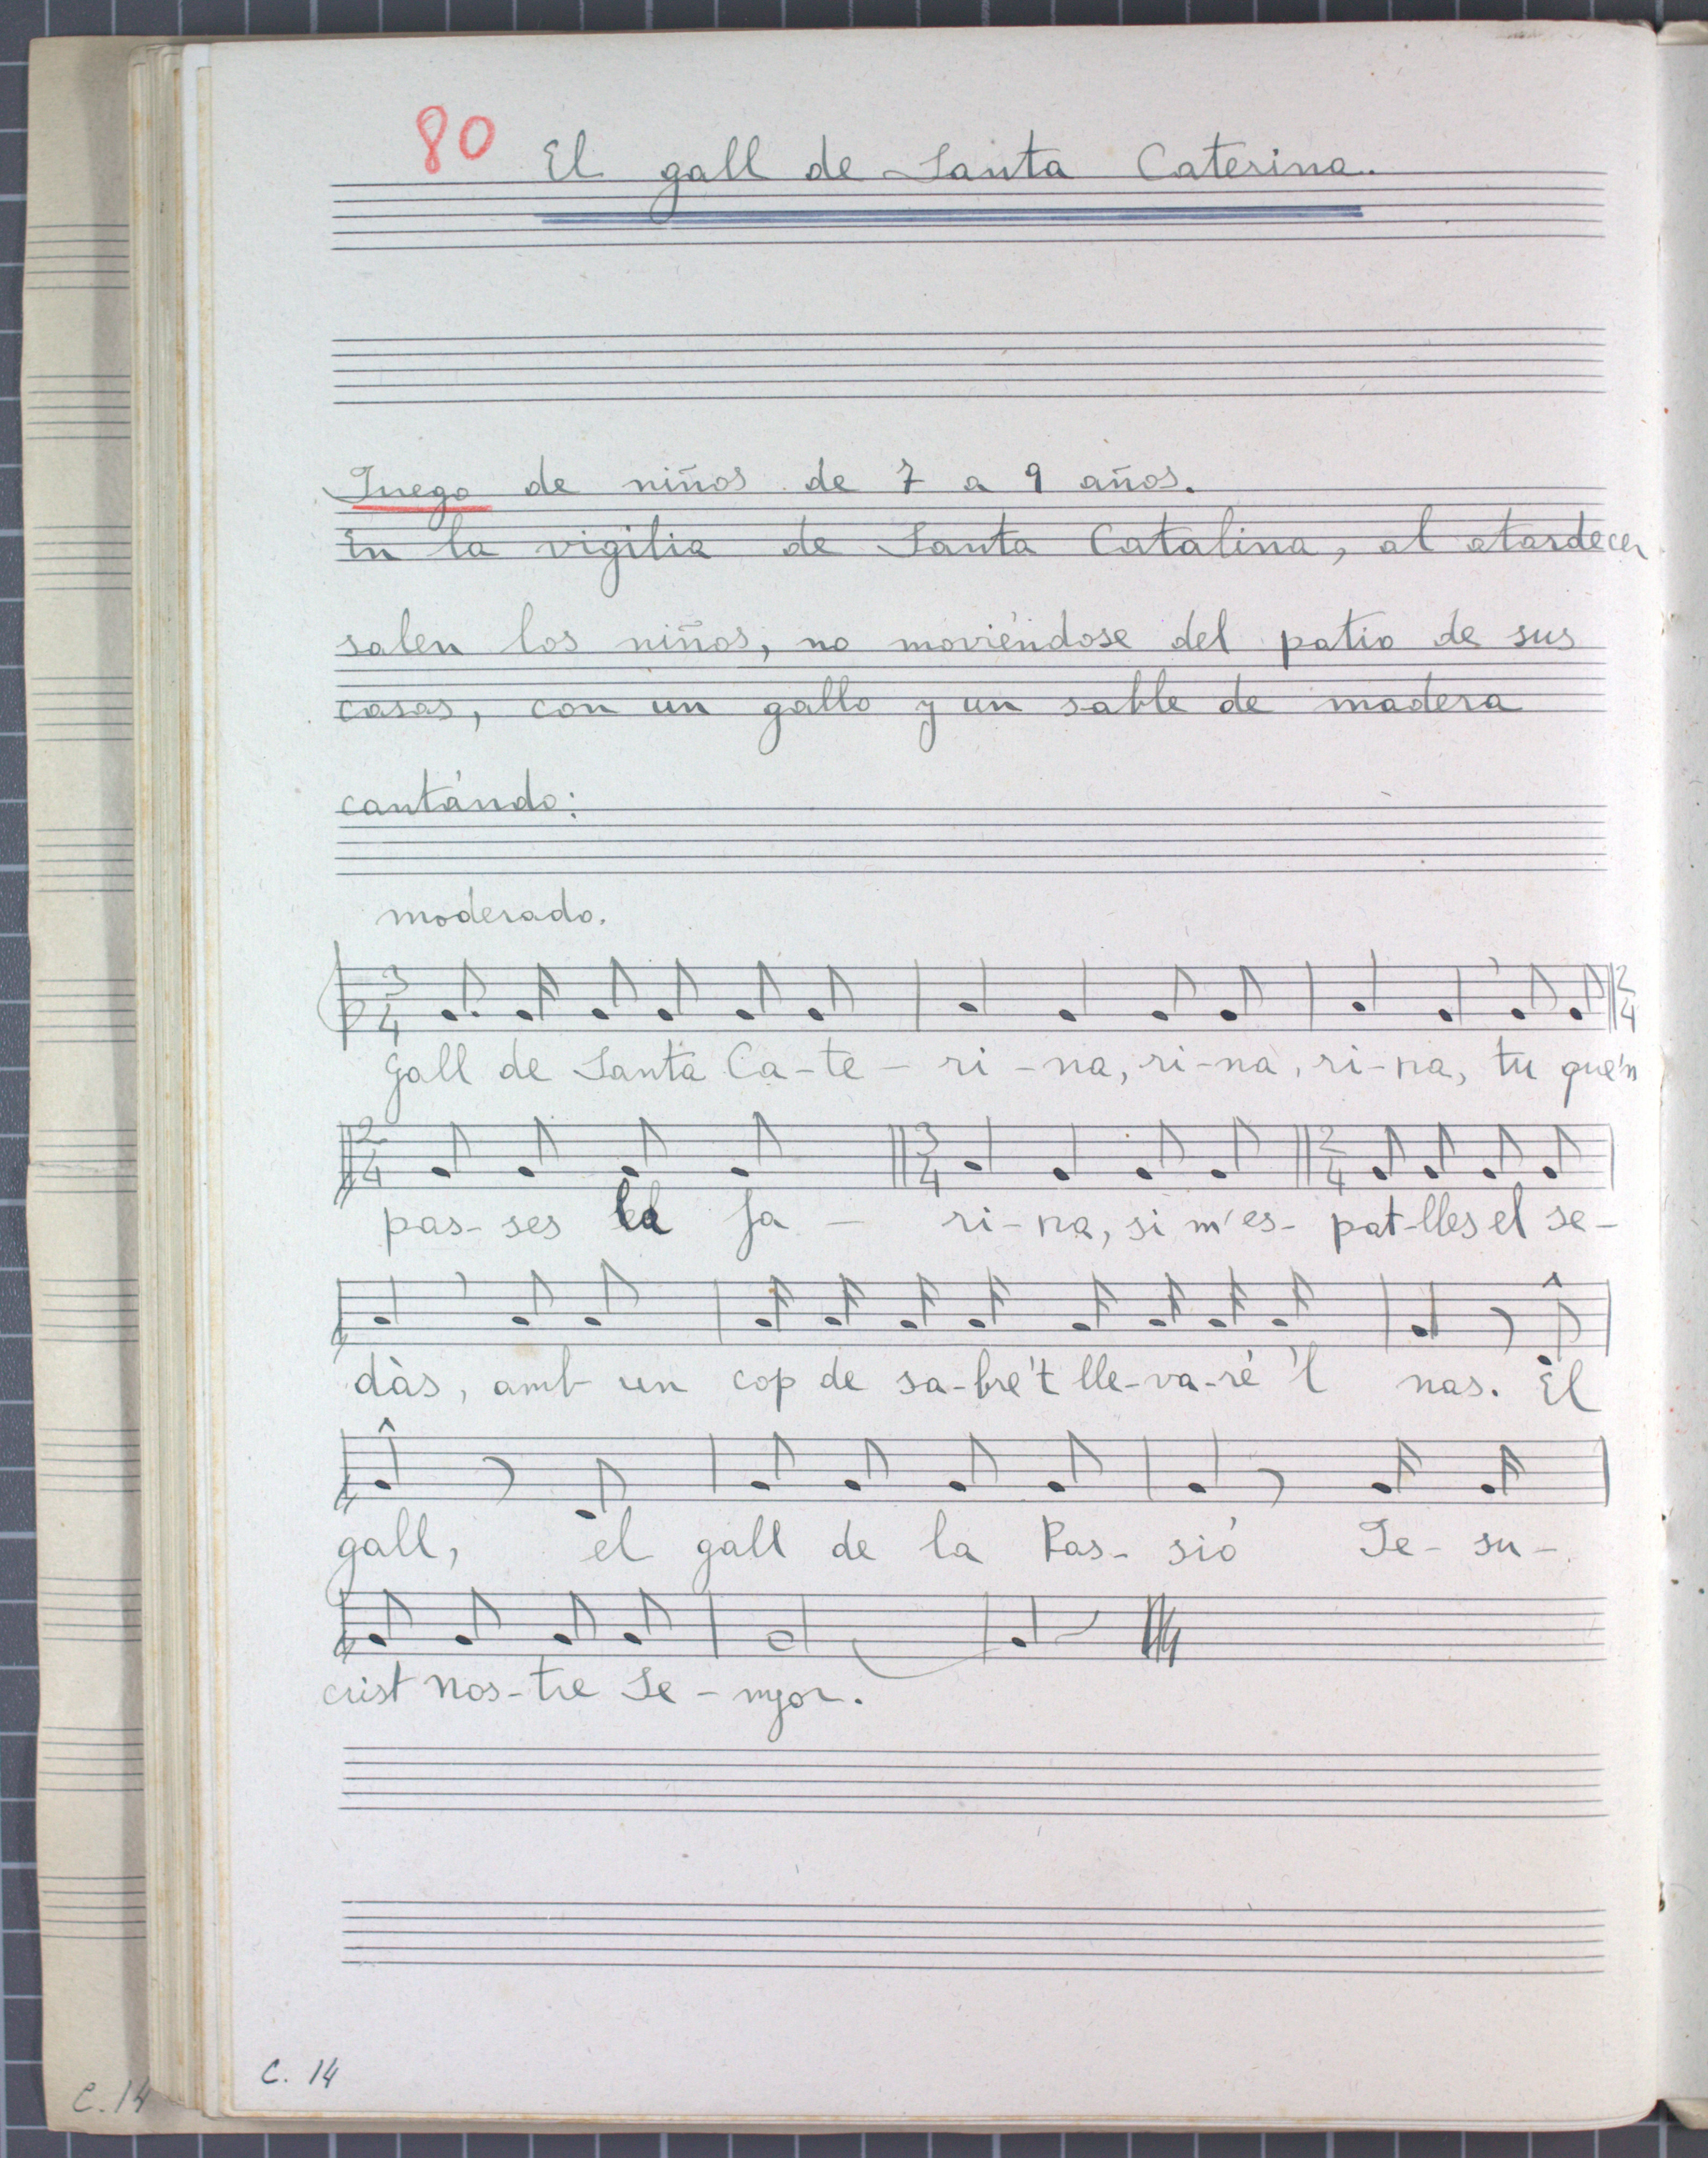 80 El gall de Santa Caterina.
Juego de niños de 7 a 9 años.
En la vigilia de Santa Catalina, al atardecer
salen los niños, no moviéndose del patio de sus
casas, con un gallo y un sable de madera
cantándo:
moderado.
3 4 2 4
Gall de Santa Ca-te - ri-na, ri-na, ri-na, tu que'n
2 4 3 4 2 4
pas-ses la fa - ri-na, si m'es-pat-lles el se-
dàs, amb un cop de sa-bre't lle-va-ré 'l nas. El
gall, el gall de la Pas-sió Je-su-
crist Nos-tre Se-nyor.
C. 14
C. 14